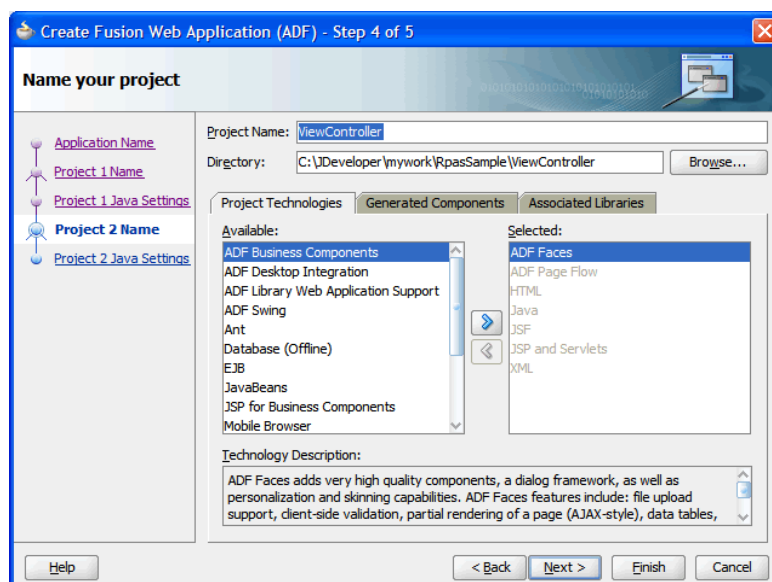 Create Fusion Web Application (ADF) - Step 4 of 5
Name your project
Application Name
Project 1 Name
Project 1 Java Settings
Project 2 Name
Project 2 Java Settings
Project Name: ViewController
Directory: C:\JDeveloper\mywork\RpasSample\ViewController Browse...
Project Technologies Generated Components Associated Libraries
Available:
ADF Business Components
ADF Desktop Integration
ADF Library Web Application Support
ADF Swing
Ant
Database (Offline)
EJB
JavaBeans
JSP for Business Components
Mobile Browser
Selected:
ADF Faces
ADF Page Flow
HTML
Java
JSF
JSP and Servlets
XML
Technology Description:
ADF Faces adds very high quality components, a dialog framework, as well as
personalization and skinning capabilities. ADF Faces features include: file upload
support, client-side validation, partial rendering of a page (AJAX-style), data tables,
Help < Back Next > Finish Cancel